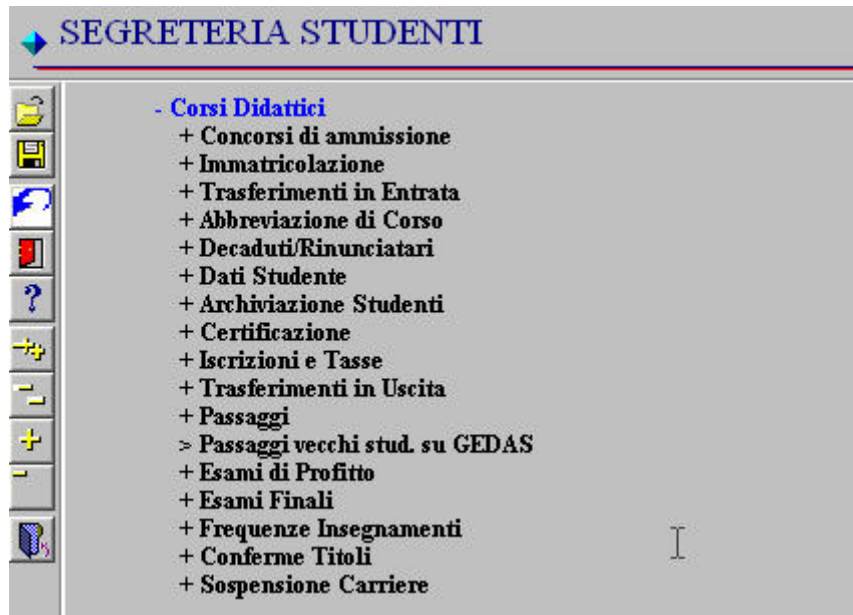 SEGRETERIA STUDENTI
- Corsi Didattici
+ Concorsi di ammissione
+ Immatricolazione
+ Trasferimenti in Entrata
+ Abbreviazione di Corso
+ Decaduti/Rinunciatari
+ Dati Studente
+ Archiviazione Studenti
+ Certificazione
+ Iscrizioni e Tasse
+ Trasferimenti in Uscita
+ Passaggi
> Passaggi vecchi stud. su GEDAS
+ Esami di Profitto
+ Esami Finali
+ Frequenze Insegnamenti
+ Conferme Titoli
+ Sospensione Carriere